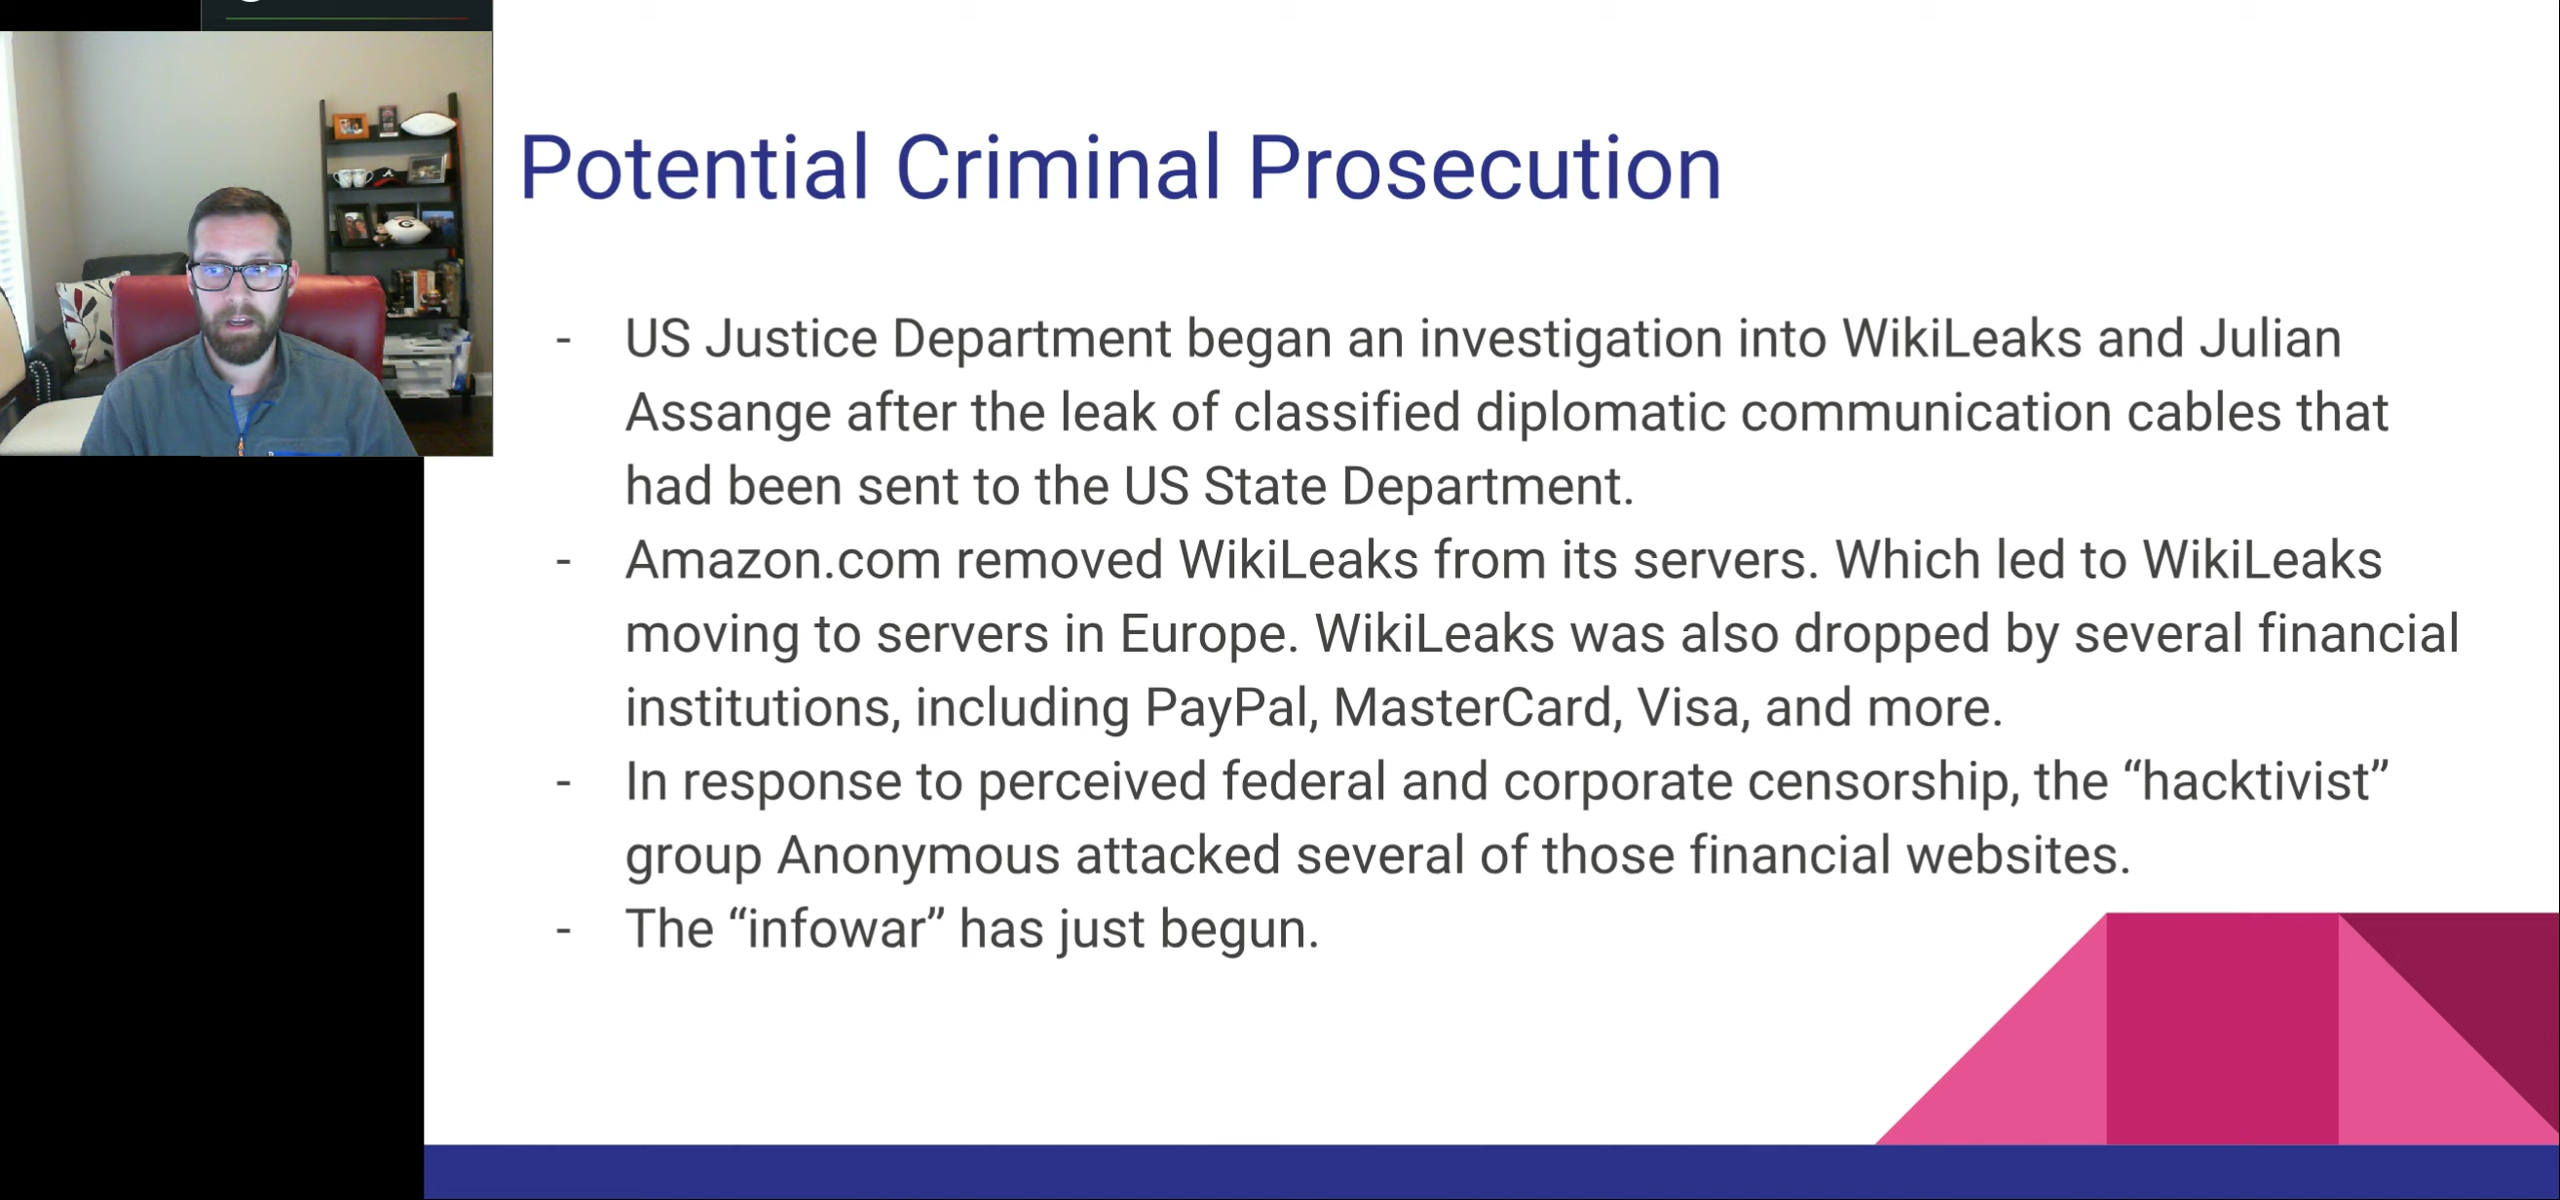 Potential Criminal Prosecution
- US Justice Department began an investigation into WikiLeaks and Julian
Assange after the leak of classified diplomatic communication cables that
had been sent to the US State Department.
- Amazon.com removed WikiLeaks from its servers. Which led to WikiLeaks
moving to servers in Europe. WikiLeaks was also dropped by several financial
institutions, including PayPal, MasterCard, Visa, and more.
- In response to perceived federal and corporate censorship, the “hacktivist”
group Anonymous attacked several of those financial websites.
- The “infowar” has just begun.